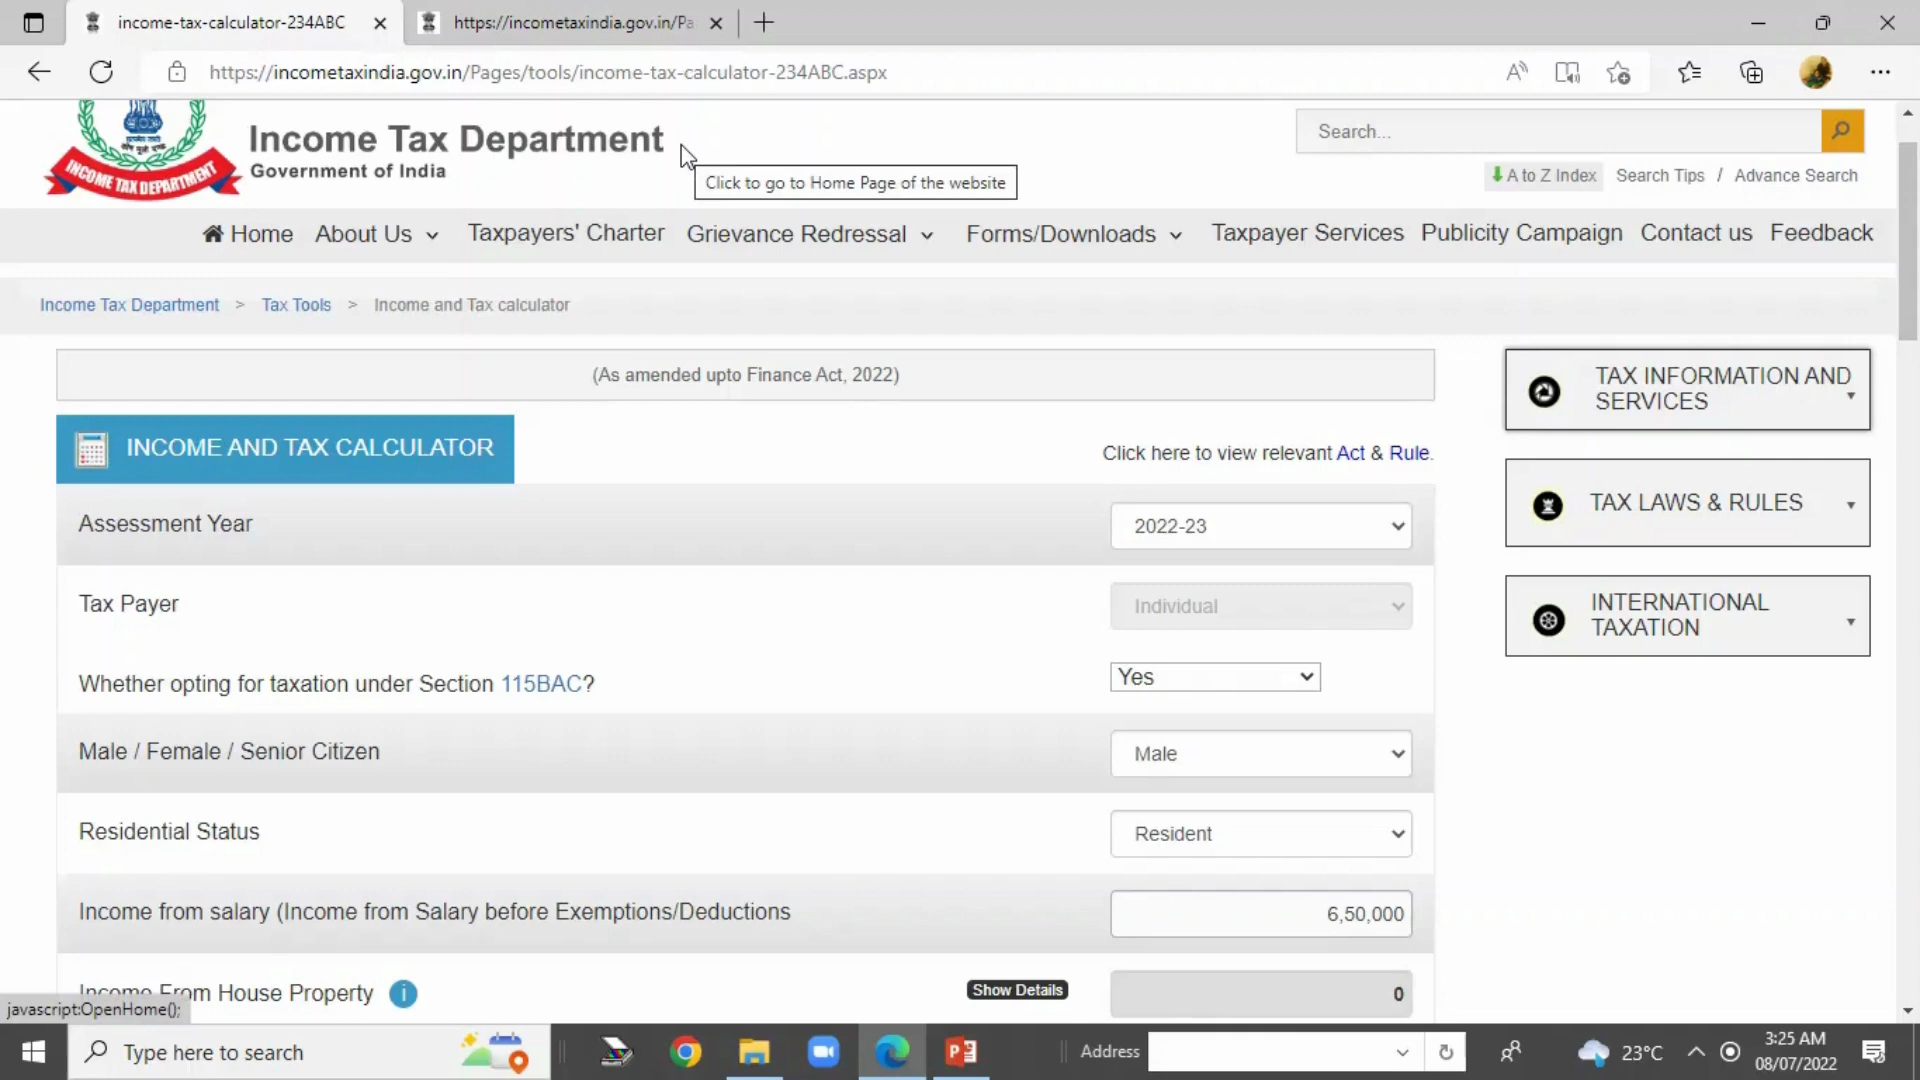 income-tax-calculator-234ABC
https://incometaxindia.gov.in/Pa
https://incometaxindia.gov.in/Pages/tools/income-tax-calculator-234ABC.aspx
INCOME TAX DEPARTMENT
Income Tax Department
Government of India
Click to go to Home Page of the website
Search...
A to Z Index Search Tips / Advance Search
Home About Us Taxpayers' Charter Grievance Redressal Forms/Downloads Taxpayer Services Publicity Campaign Contact us Feedback
Income Tax Department > Tax Tools > Income and Tax calculator
(As amended upto Finance Act, 2022)
INCOME AND TAX CALCULATOR
Click here to view relevant Act & Rule.
Assessment Year 2022-23
Tax Payer Individual
Whether opting for taxation under Section 115BAC? Yes
Male / Female / Senior Citizen Male
Residential Status Resident
Income from salary (Income from Salary before Exemptions/Deductions 6,50,000
Income From House Property i Show Details 0
TAX INFORMATION AND
SERVICES
TAX LAWS & RULES
INTERNATIONAL
TAXATION
javascript:OpenHome();
Type here to search
Address
23°C
3:25 AM
08/07/2022